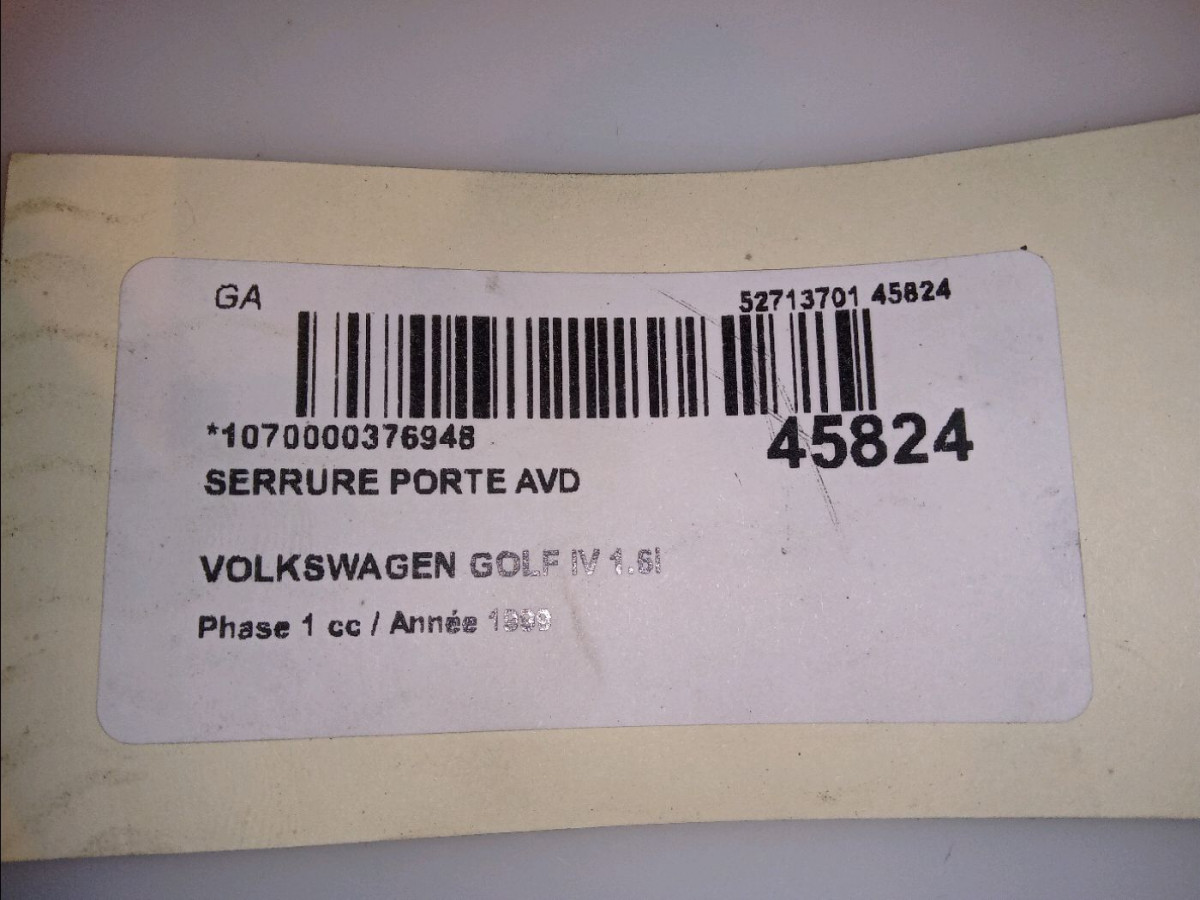 GA
52713701 45824
*1070000376948
45824
SERRURE PORTE AVD
VOLKSWAGEN GOLF IV 1.6i
Phase 1 cc / Année 1999